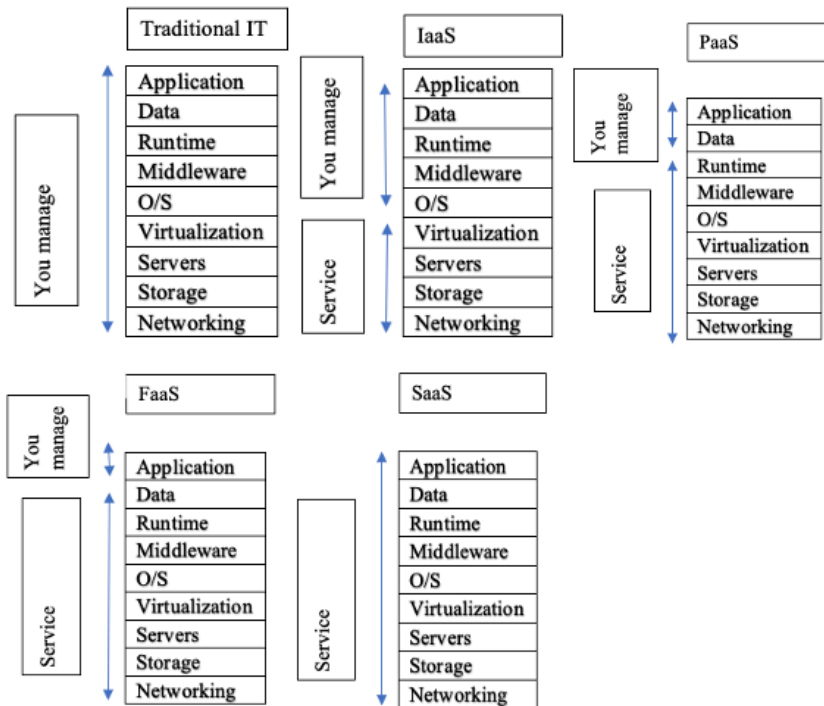 Traditional IT
You manage
Application
Data
Runtime
Middleware
O/S
Virtualization
Servers
Storage
Networking
IaaS
You manage
Service
Application
Data
Runtime
Middleware
O/S
Virtualization
Servers
Storage
Networking
PaaS
You
manage
Service
Application
Data
Runtime
Middleware
O/S
Virtualization
Servers
Storage
Networking
FaaS
You
manage
Service
Application
Data
Runtime
Middleware
O/S
Virtualization
Servers
Storage
Networking
SaaS
Service
Application
Data
Runtime
Middleware
O/S
Virtualization
Servers
Storage
Networking